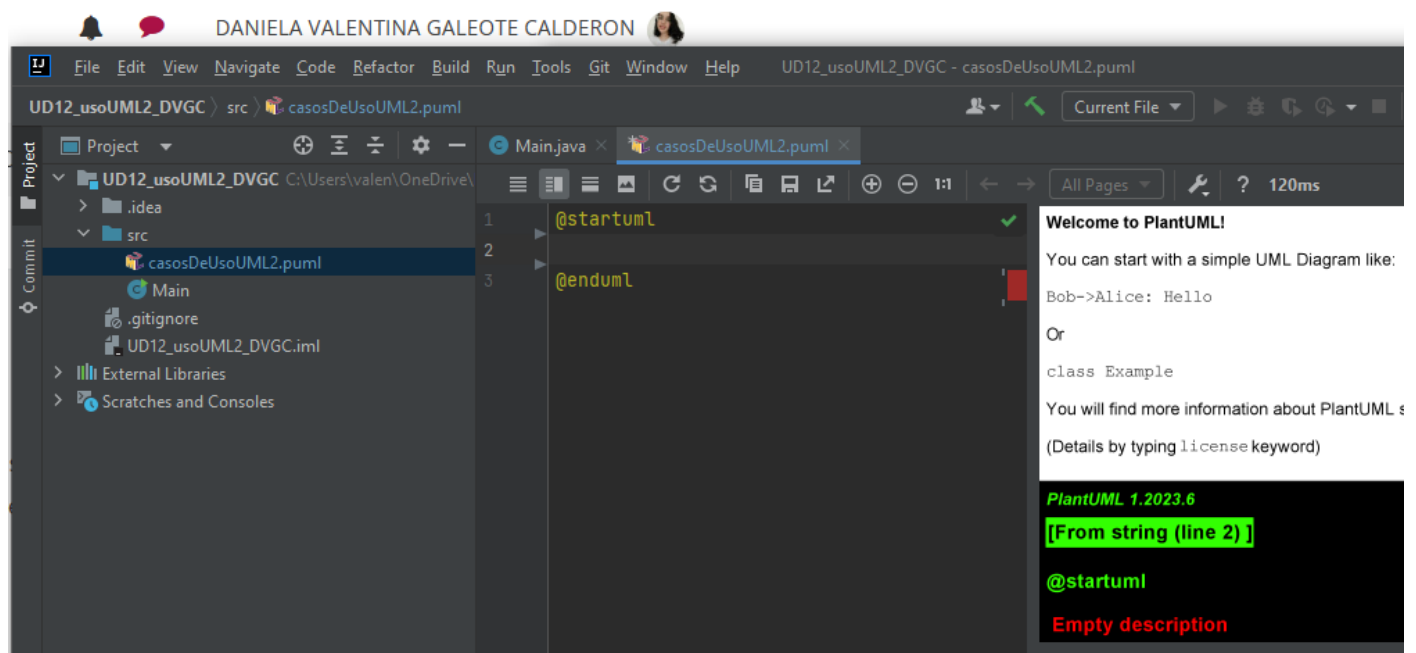 DANIELA VALENTINA GALEOTE CALDERON
IJ File Edit View Navigate Code Refactor Build Run Tools Git Window Help UD12_usoUML2_DVGC - casosDeUsoUML2.puml
UD12_usoUML2_DVGC src casosDeUsoUML2.puml Current File
Project
Commit
Project
UD12_usoUML2_DVGC C:\Users\valen\OneDrive\
.idea
src
casosDeUsoUML2.puml
Main
.gitignore
UD12_usoUML2_DVGC.iml
External Libraries
Scratches and Consoles
Main.java casosDeUsoUML2.puml
1:1 All Pages ? 120ms
1 @startuml
2
3 @enduml
Welcome to PlantUML!
You can start with a simple UML Diagram like:
Bob->Alice: Hello
Or
class Example
You will find more information about PlantUML s
(Details by typing license keyword)
PlantUML 1.2023.6
[From string (line 2) ]
@startuml
Empty description